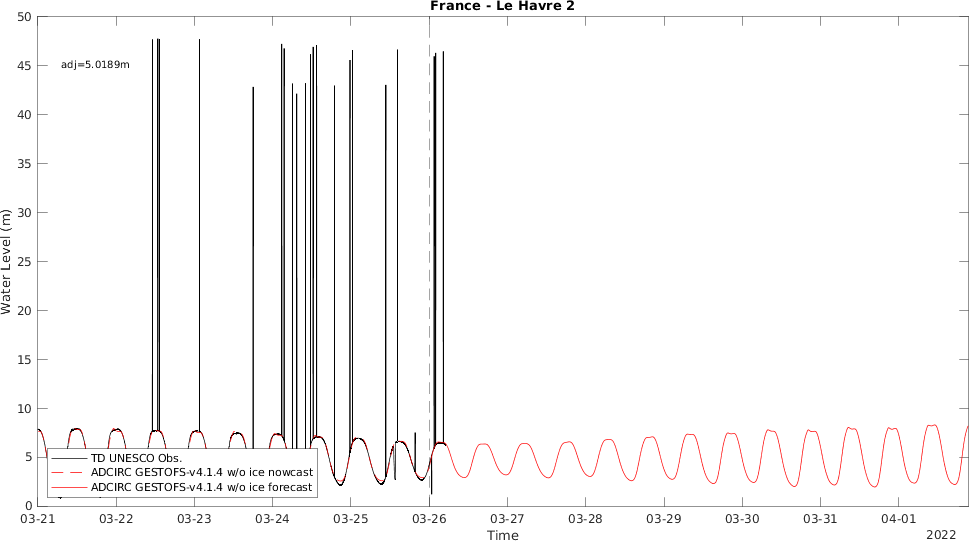 France - Le Havre 2
50
45
40
35
30
25
20
15
10
5
0
Water Level (m)
adj=5.0189m
TD UNESCO Obs.
ADCIRC GESTOFS-v4.1.4 w/o ice nowcast
ADCIRC GESTOFS-v4.1.4 w/o ice forecast
03-21 03-22 03-23 03-24 03-25 03-26 03-27 03-28 03-29 03-30 03-31 04-01
Time
2022